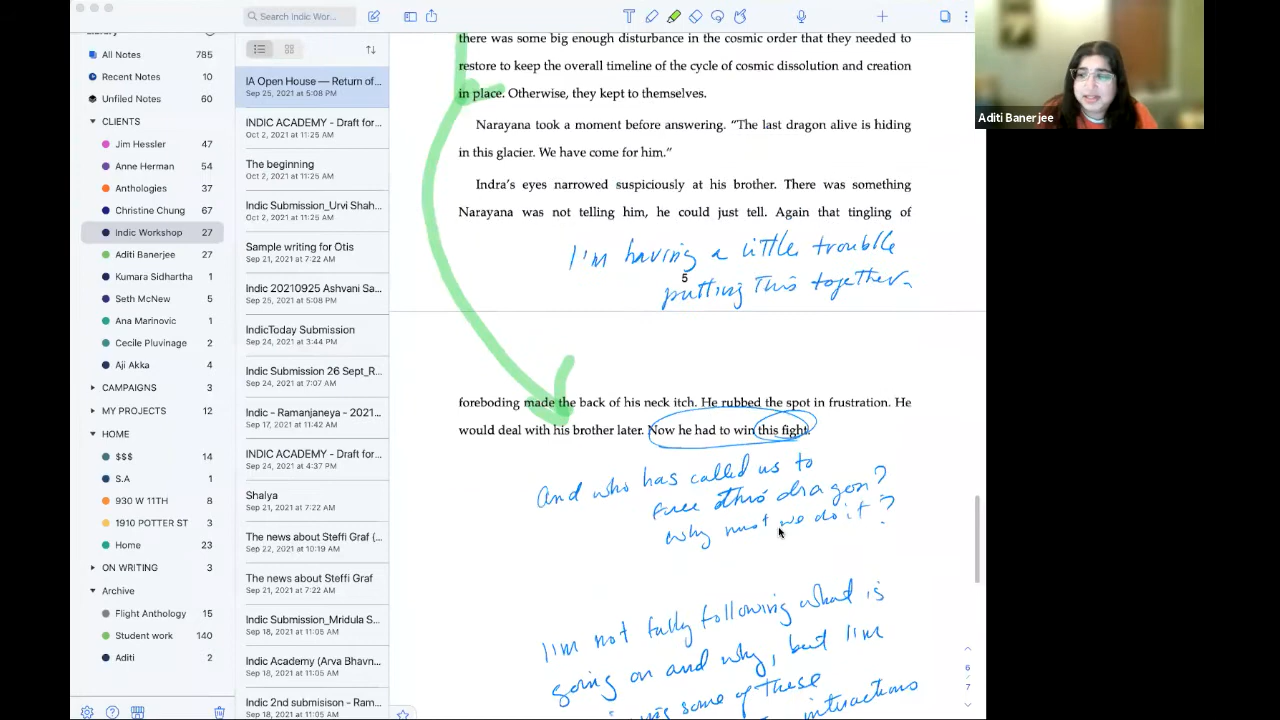 Search Indic Wor...
Library
All Notes 785
Recent Notes 10
Unfiled Notes 60
CLIENTS 27
Jim Hessler 47
Anne Herman 54
Anthologies 37
Christine Chung 67
Indic Workshop 27
Aditi Banerjee 27
Kumara Sidhartha 1
Seth McNew 5
Ana Marinovic 1
Cecile Pluvinage 2
Aji Akka 4
CAMPAIGNS 3
MY PROJECTS 12
HOME 434
$$$ 14
S.A 1
930 W 11TH 8
1910 POTTER ST 3
Home 23
ON WRITING 3
Archive
Flight Anthology 15
Student work 140
Aditi 2
IA Open House — Return of...
Sep 25, 2021 at 5:08 PM
INDIC ACADEMY - Draft for...
Oct 2, 2021 at 11:25 AM
The beginning
Oct 2, 2021 at 11:25 AM
Indic Submission_Urvi Shah...
Oct 2, 2021 at 11:25 AM
Sample writing for Otis
Sep 21, 2021 at 7:22 AM
Indic 20210925 Ashvani Sa...
Sep 25, 2021 at 5:08 PM
IndicToday Submission
Sep 24, 2021 at 3:44 PM
Indic Submission 26 Sept_R...
Sep 24, 2021 at 7:07 AM
Indic - Ramanjaneya - 2021...
Sep 17, 2021 at 11:42 AM
INDIC ACADEMY - Draft for...
Sep 24, 2021 at 4:37 PM
Shalya
Sep 21, 2021 at 7:22 AM
The news about Steffi Graf (...
Sep 22, 2021 at 10:19 AM
The news about Steffi Graf
Sep 21, 2021 at 7:22 AM
Indic Submission_Mridula S...
Sep 18, 2021 at 11:05 AM
Indic Academy (Arva Bhavn...
Sep 18, 2021 at 11:05 AM
Indic 2nd submisison - Ram...
Sep 18, 2021 at 11:05 AM
there was some big enough disturbance in the cosmic order that they needed to
restore to keep the overall timeline of the cycle of cosmic dissolution and creation
in place. Otherwise, they kept to themselves.
Narayana took a moment before answering. “The last dragon alive is hiding
in this glacier. We have come for him.”
Indra’s eyes narrowed suspiciously at his brother. There was something
Narayana was not telling him, he could just tell. Again that tingling of
I'm having a little trouble
5
putting this together.
foreboding made the back of his neck itch. He rubbed the spot in frustration. He
would deal with his brother later. Now he had to win this fight.
And who has called us to
free this dragon?
why must we do it?
I'm not fully following what is
going on and why, but I'm
some of these
interactions
6
7
Aditi Banerjee